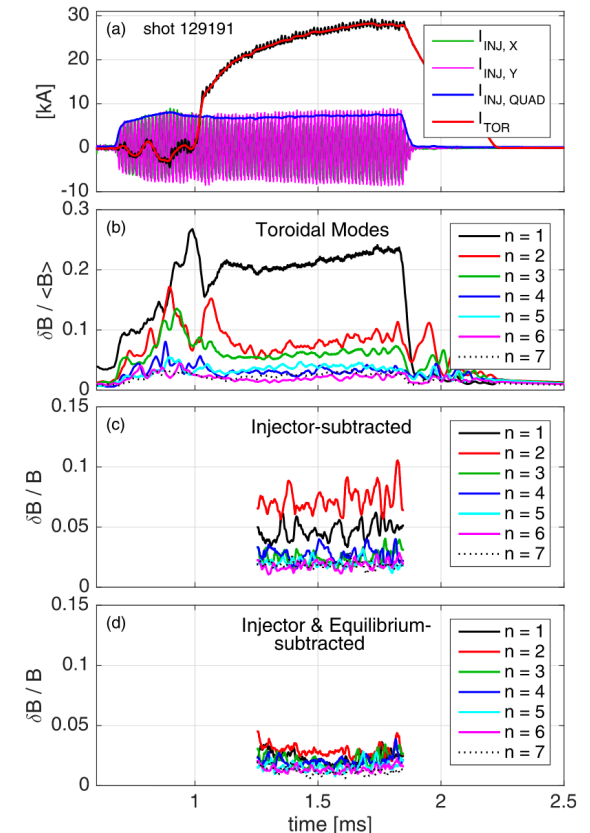 (a) shot 129191
I_INJ, X
I_INJ, Y
I_INJ, QUAD
I_TOR
[kA]
30
20
10
0
-10
(b) Toroidal Modes
n = 1
n = 2
n = 3
n = 4
n = 5
n = 6
n = 7
δB / <B>
0.3
0.2
0.1
0
(c) Injector-subtracted
n = 1
n = 2
n = 3
n = 4
n = 5
n = 6
n = 7
δB / B
0.15
0.1
0.05
0
(d) Injector & Equilibrium-
subtracted
n = 1
n = 2
n = 3
n = 4
n = 5
n = 6
n = 7
δB / B
0.15
0.1
0.05
0
1 1.5 2 2.5
time [ms]